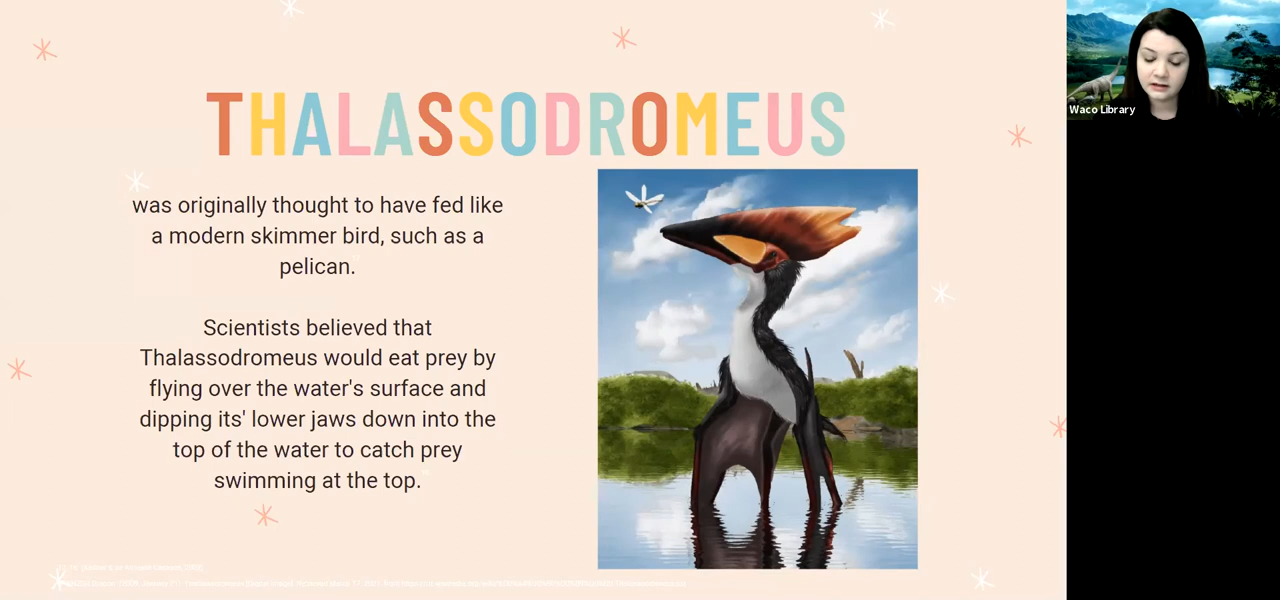 THALASSODROMEUS
was originally thought to have fed like
a modern skimmer bird, such as a
pelican.
Scientists believed that
Thalassodromeus would eat prey by
flying over the water's surface and
dipping its' lower jaws down into the
top of the water to catch prey
swimming at the top.
Waco Library